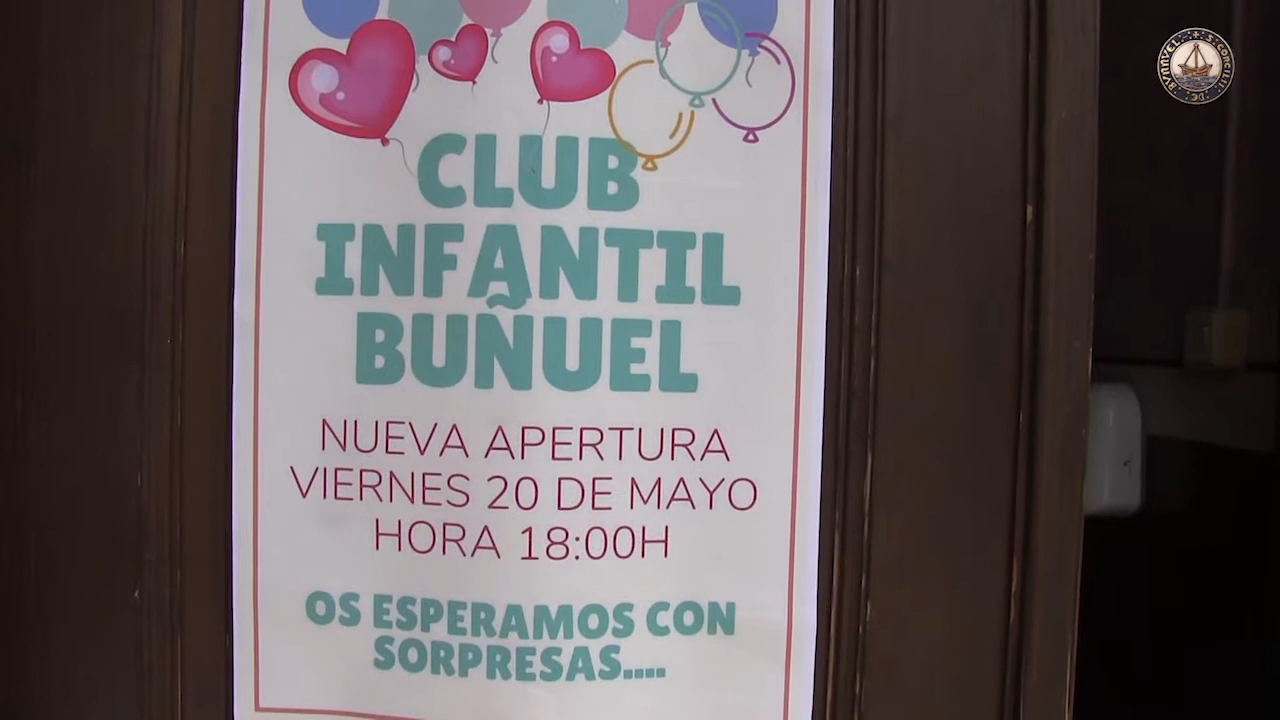 CLUB
INFANTIL
BUÑUEL
NUEVA APERTURA
VIERNES 20 DE MAYO
HORA 18:00H
OS ESPERAMOS CON
SORPRESAS....